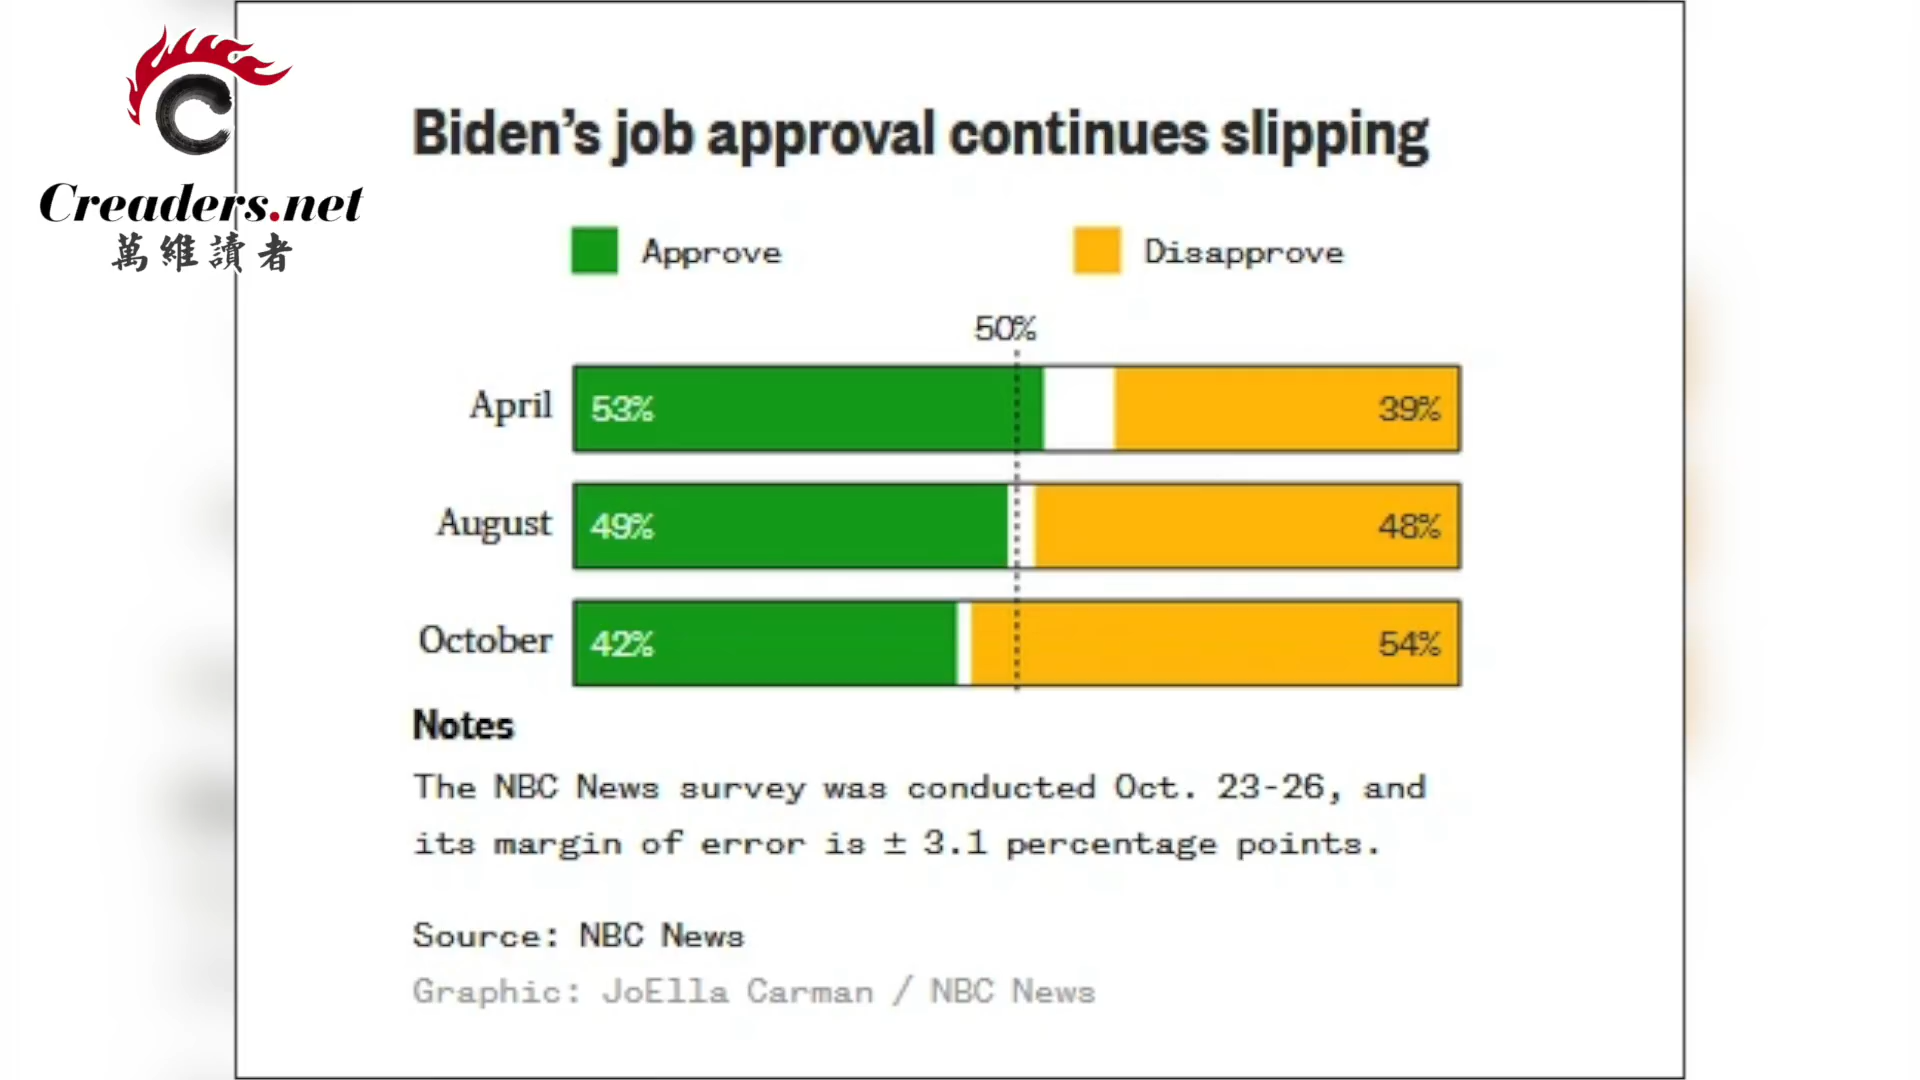 Creaders.net
萬維讀者
Biden’s job approval continues slipping
Approve
Disapprove
50%
April 53% 39%
August 49% 48%
October 42% 54%
Notes
The NBC News survey was conducted Oct. 23-26, and
its margin of error is ± 3.1 percentage points.
Source: NBC News
Graphic: JoElla Carman / NBC News